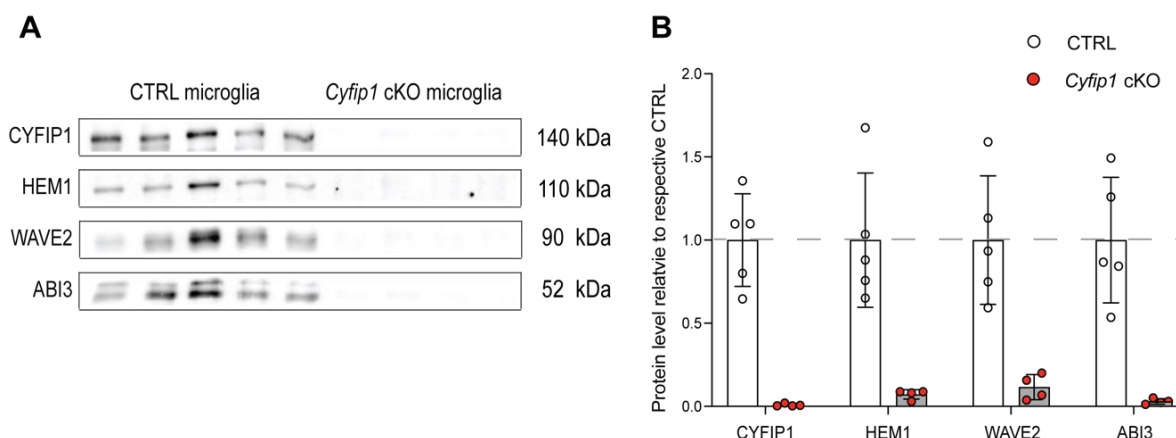 A
CTRL microglia Cyfip1 cKO microglia
CYFIP1 140 kDa
HEM1 110 kDa
WAVE2 90 kDa
ABI3 52 kDa
B
CTRL
Cyfip1 cKO
Protein level relatvie to respective CTRL
2.0
1.5
1.0
0.5
0.0
CYFIP1 HEM1 WAVE2 ABI3